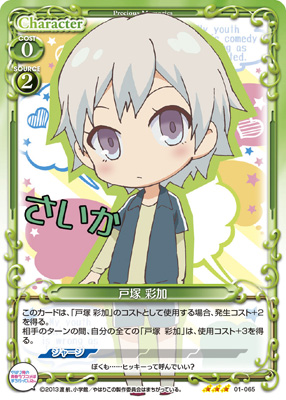 Precious Memories
Character
COST
0
SOURCE
2
さいか
戸塚 彩加
このカードは、「戸塚 彩加」のコストとして使用する場合、発生コスト+2
を得る。
相手のターンの間、自分の全ての「戸塚 彩加」は、使用コスト+3を得
る。
ジャージ
ぼくも……ヒッキーって呼んでいい?
©2013 渡 航、小学館/やはりこの製作委員会はまちがっている。
01-065